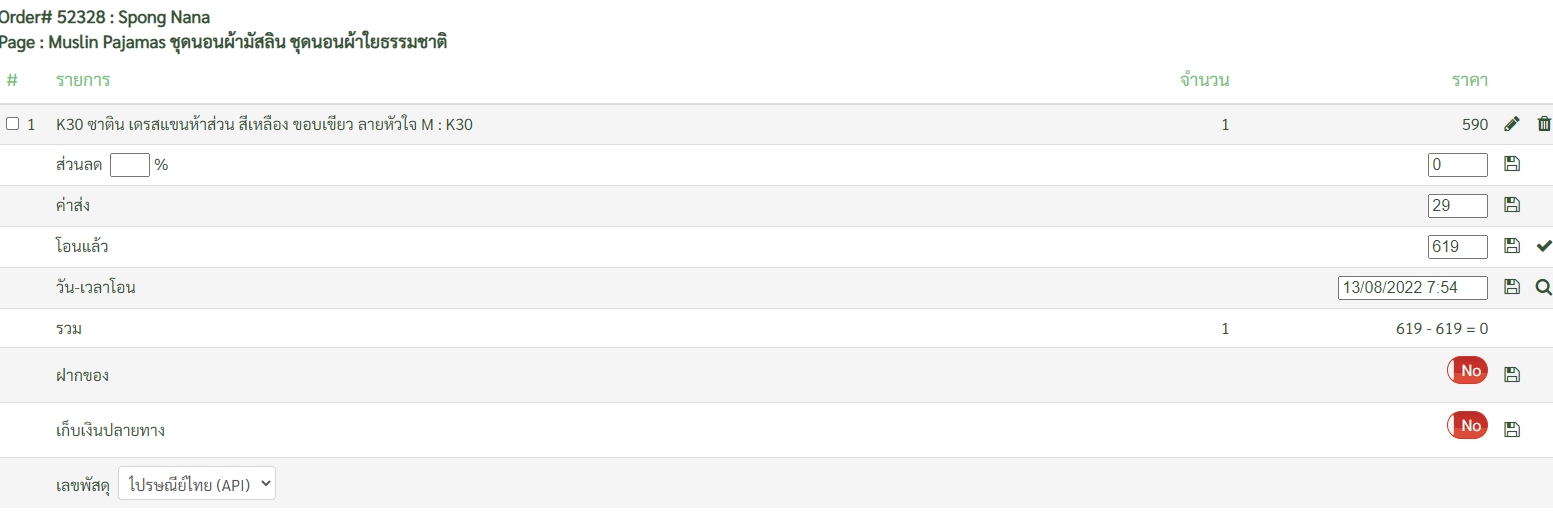 Order# 52328 : Spong Nana
Page : Muslin Pajamas ชุดนอนผ้ามัสลิน ชุดนอนผ้าใยธรรมชาติ
# รายการ จำนวน ราคา
1 K30 ซาติน เดรสแขนห้าส่วน สีเหลือง ขอบเขียว ลายหัวใจ M : K30 1 590
ส่วนลด % 0
ค่าส่ง 29
โอนแล้ว 619
วัน-เวลาโอน 13/08/2022 7:54
รวม 1 619 - 619 = 0
ฝากของ No
เก็บเงินปลายทาง No
เลขพัสดุ ไปรษณีย์ไทย (API)